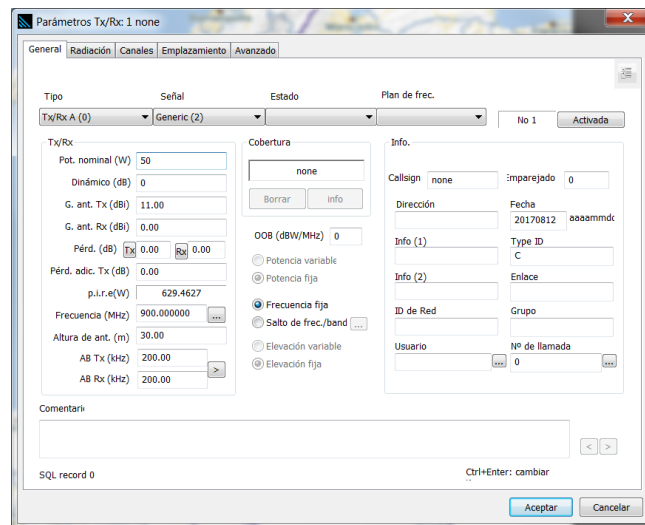 Parámetros Tx/Rx: 1 none
General Radiación Canales Emplazamiento Avanzado
Tipo Señal Estado Plan de frec.
Tx/Rx A (0) Generic (2) No 1 Activada
Tx/Rx
Pot. nominal (W) 50
Dinámico (dB) 0
G. ant. Tx (dBi) 11.00
G. ant. Rx (dBi) 0.00
Pérd. (dB) Tx 0.00 Rx 0.00
Pérd. adic. Tx (dB) 0.00
p.i.r.e(W) 629.4627
Frecuencia (MHz) 900.000000 ...
Altura de ant. (m) 30.00
AB Tx (kHz) 200.00
AB Rx (kHz) 200.00
>
Cobertura
none
Borrar info
OOB (dBW/MHz) 0
Potencia variable
Potencia fija
Frecuencia fija
Salto de frec./band ...
Elevación variable
Elevación fija
Info.
Callsign none Emparejado 0
Dirección Fecha
20170812 aaaammdd
Info (1) Type ID
C
Info (2) Enlace
ID de Red Grupo
Usuario Nº de llamada
... 0 ...
Comentari
< >
SQL record 0 Ctrl+Enter: cambiar
Aceptar Cancelar